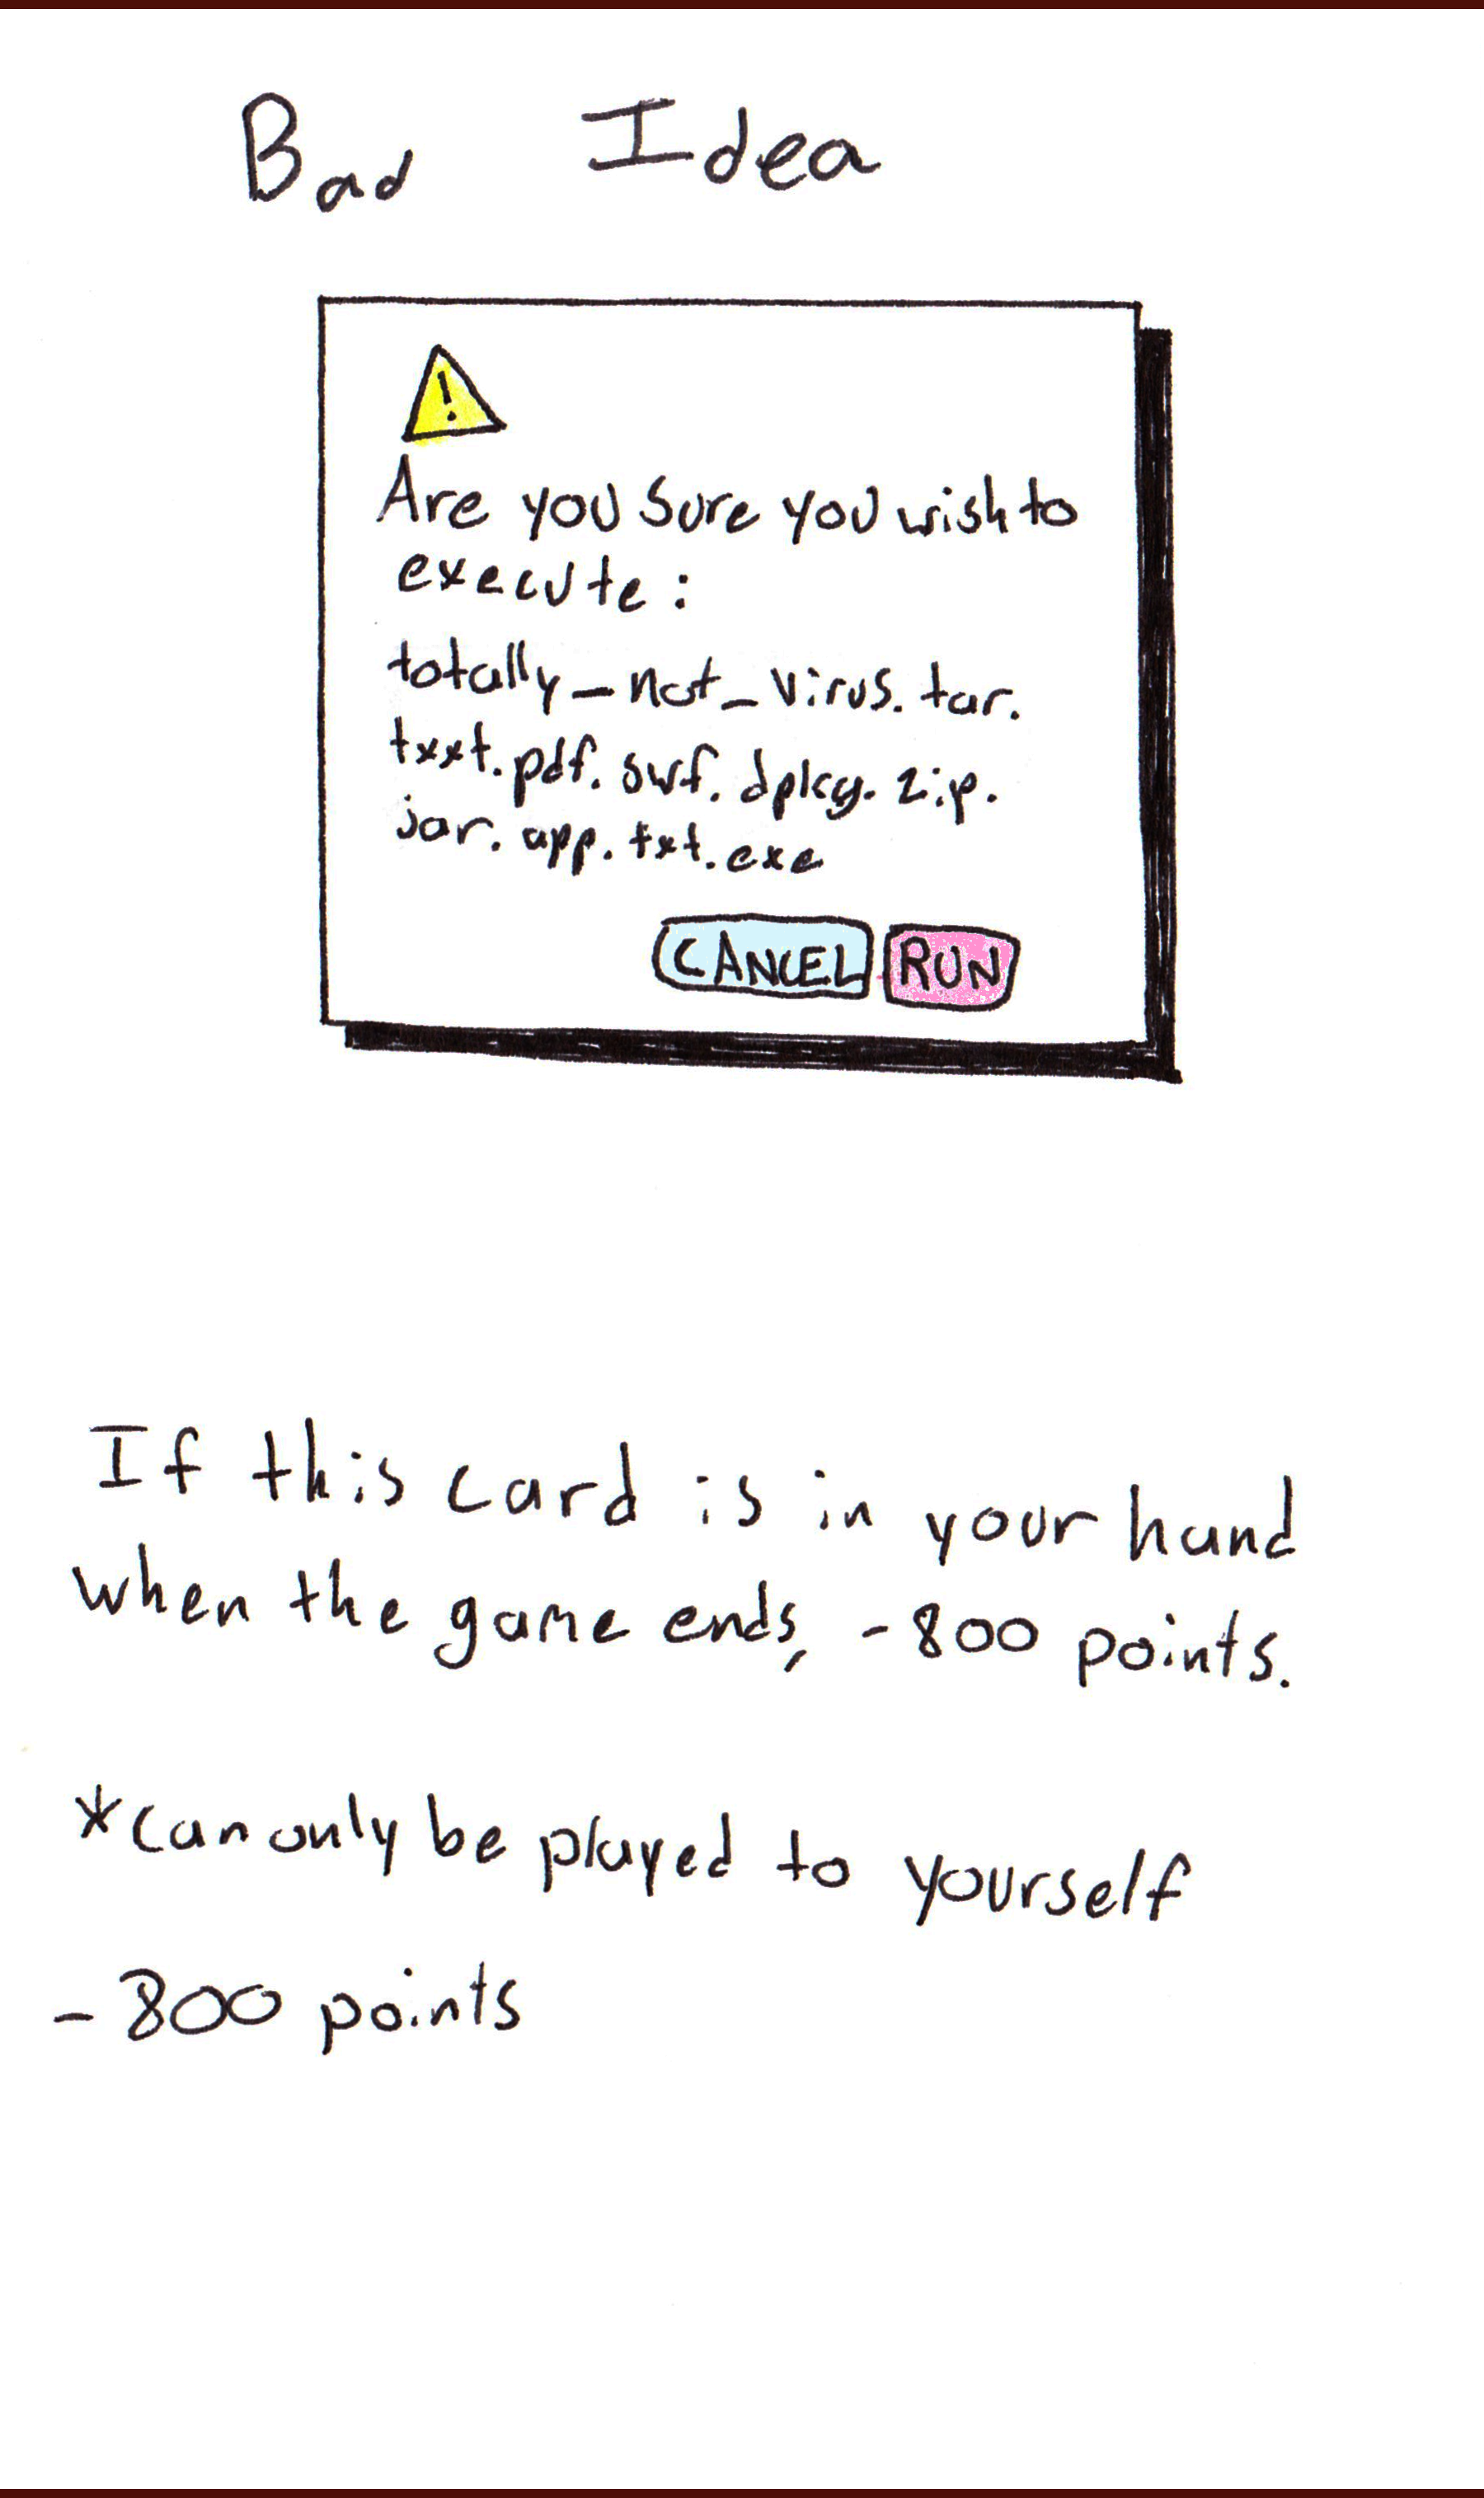 Bad Idea
!
Are you sure you wish to
execute:
totally_not_virus.tar.
txxt.pdf.swf.dpkg.zip.
jar.app.txt.exe
CANCEL RUN
If this card is in your hand
when the game ends, -800 points.
*Can only be played to yourself
-800 points